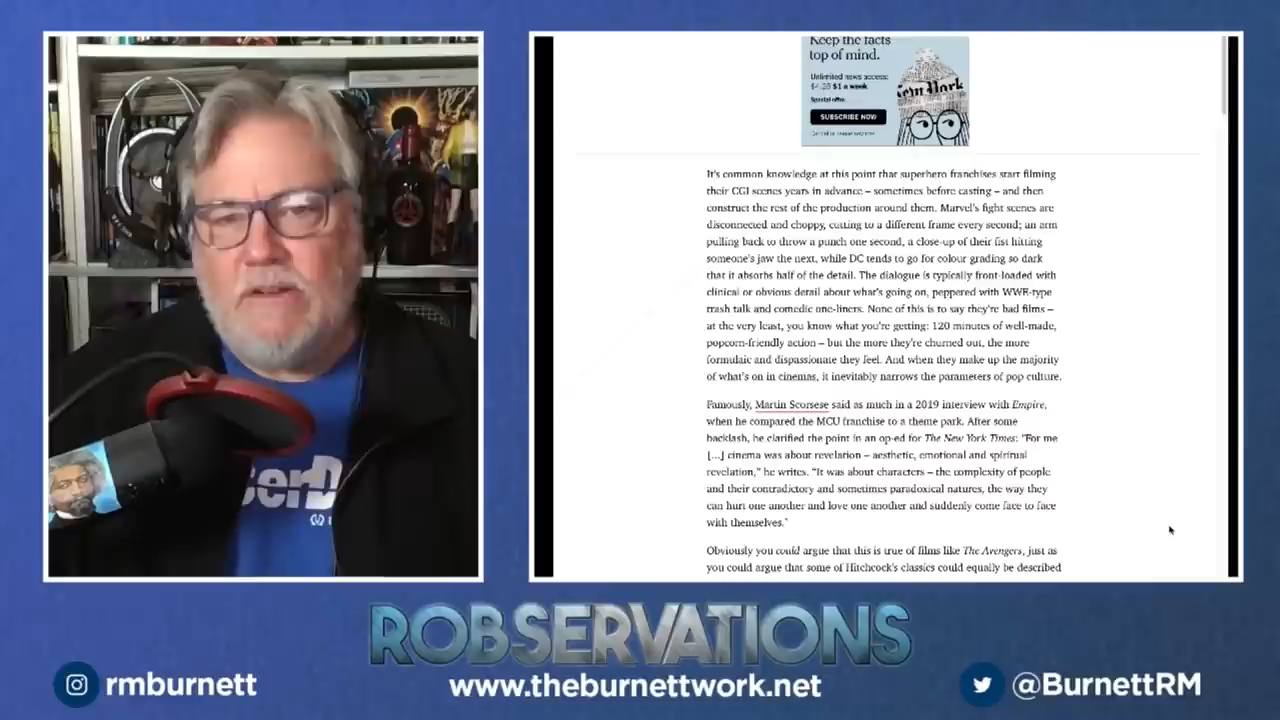 Keep the facts
top of mind.
Unlimited news access:
$4.28 $1 a week
Special offer.
SUBSCRIBE NOW
New York
It's common knowledge at this point that superhero franchises start filming
their CGI scenes years in advance – sometimes before casting – and then
construct the rest of the production around them. Marvel's fight scenes are
disconnected and choppy, cutting to a different frame every second; an arm
pulling back to throw a punch one second, a close-up of their fist hitting
someone's jaw the next, while DC tends to go for colour grading so dark
that it absorbs half of the detail. The dialogue is typically front-loaded with
clinical or obvious detail about what's going on, peppered with WWE-type
trash talk and comedic one-liners. None of this is to say they're bad films –
at the very least, you know what you're getting: 120 minutes of well-made,
popcorn-friendly action – but the more they're churned out, the more
formulaic and dispassionate they feel. And when they make up the majority
of what's on in cinemas, it inevitably narrows the parameters of pop culture.
Famously, Martin Scorsese said as much in a 2019 interview with Empire,
when he compared the MCU franchise to a theme park. After some
backlash, he clarified the point in an op-ed for The New York Times: "For me
[...] cinema was about revelation – aesthetic, emotional and spiritual
revelation," he writes. "It was about characters – the complexity of people
and their contradictory and sometimes paradoxical natures, the way they
can hurt one another and love one another and suddenly come face to face
with themselves."
Obviously you could argue that this is true of films like The Avengers, just as
you could argue that some of Hitchcock's classics could equally be described
ROBSERVATIONS
rmburnett
www.theburnettwork.net
@BurnettRM